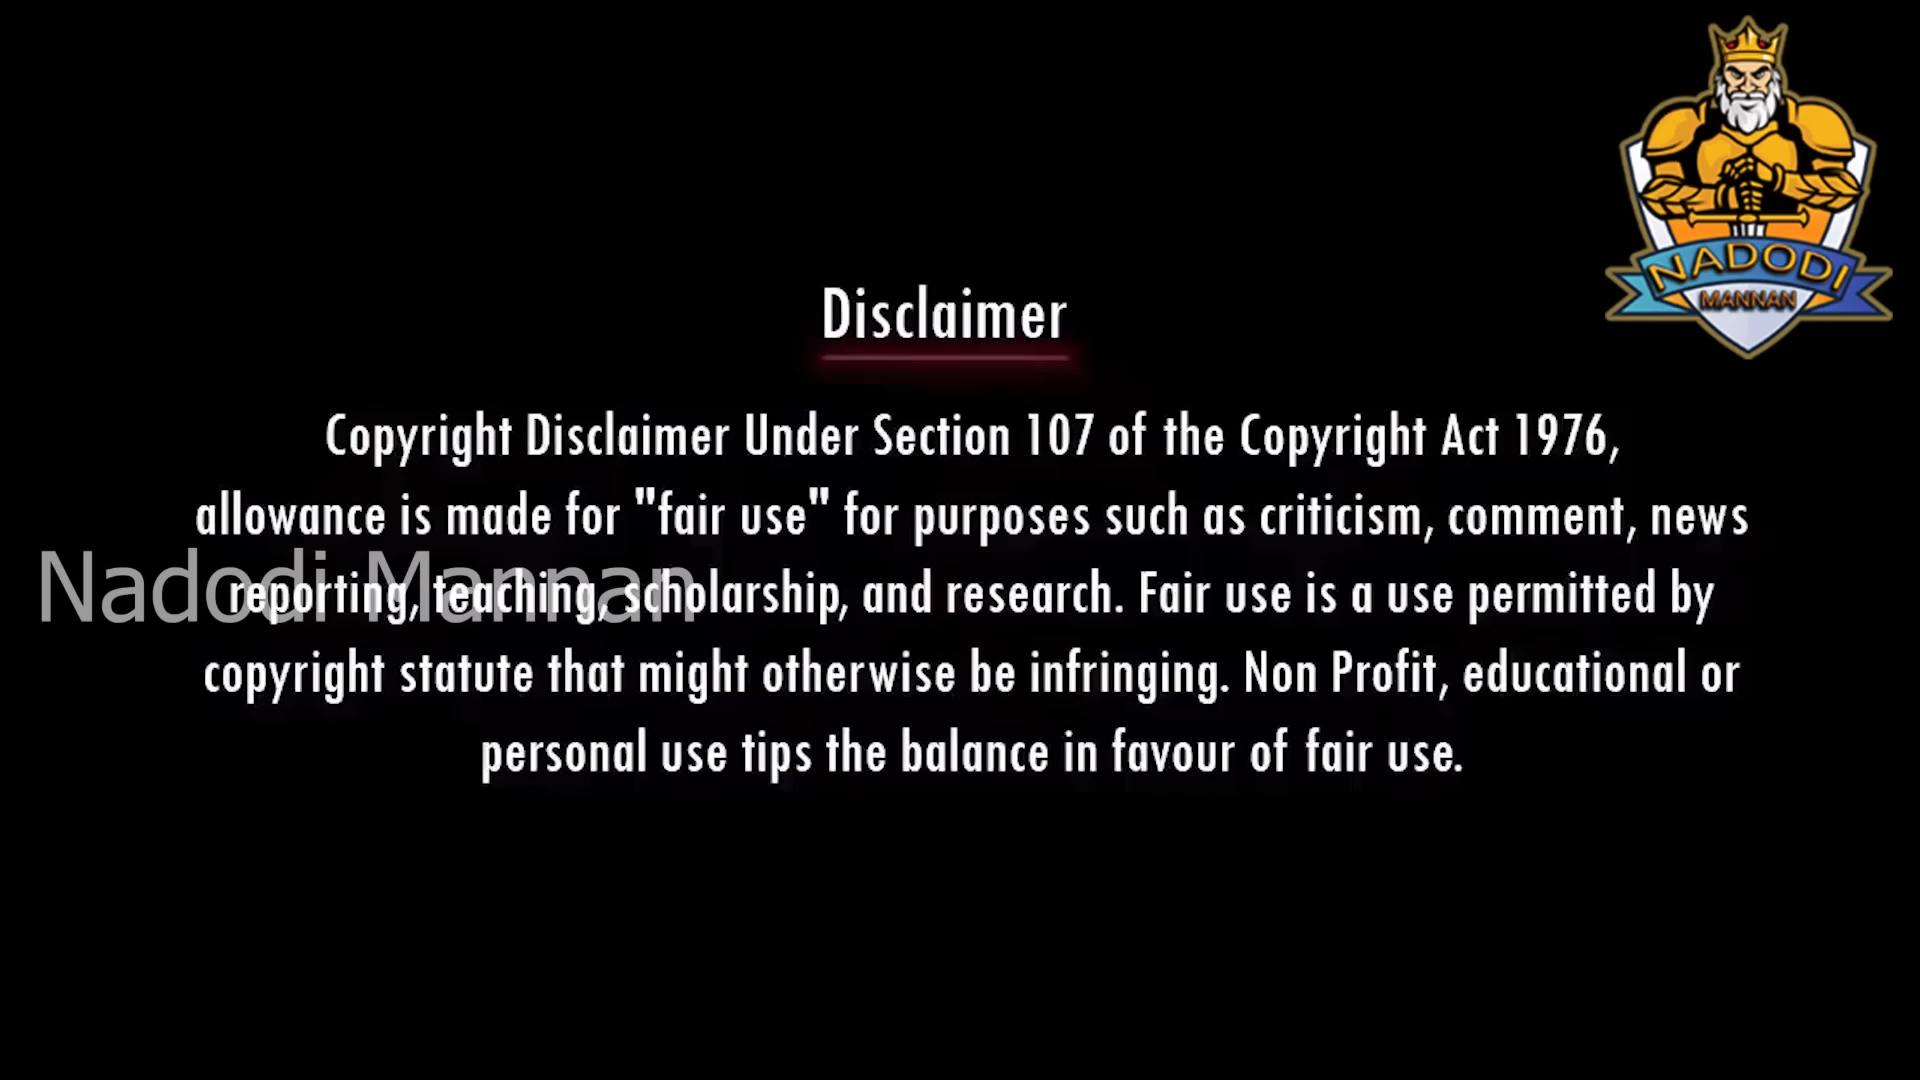 NADODI
MANNAN
Disclaimer
Copyright Disclaimer Under Section 107 of the Copyright Act 1976,
allowance is made for "fair use" for purposes such as criticism, comment, news
reporting, teaching, scholarship, and research. Fair use is a use permitted by
copyright statute that might otherwise be infringing. Non Profit, educational or
personal use tips the balance in favour of fair use.
Nadodi Mannan